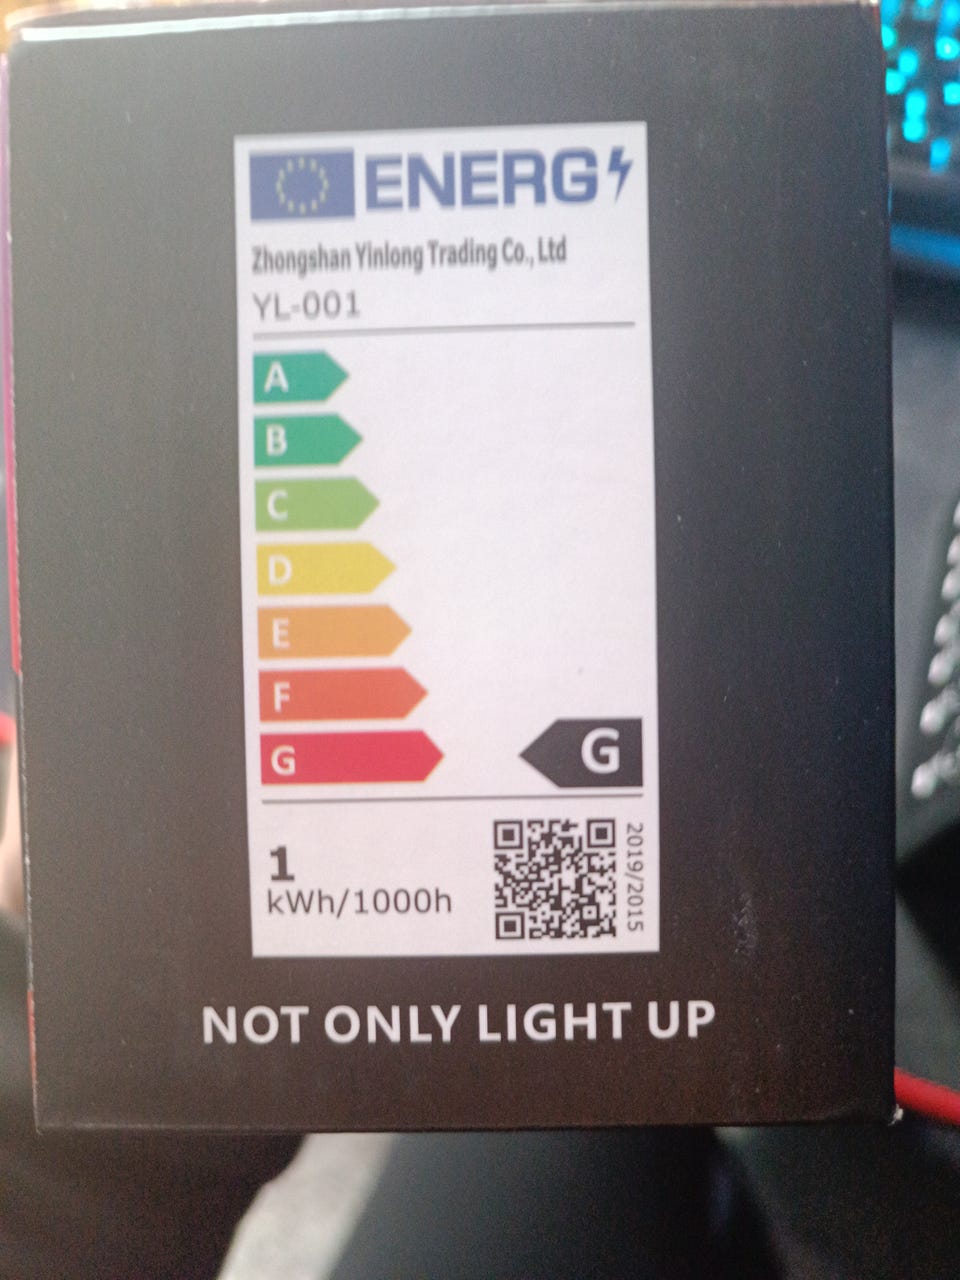 ENERG
Zhongshan Yinlong Trading Co., Ltd
YL-001
A
B
C
D
E
F
G
G
1
kWh/1000h
2019/2015
NOT ONLY LIGHT UP